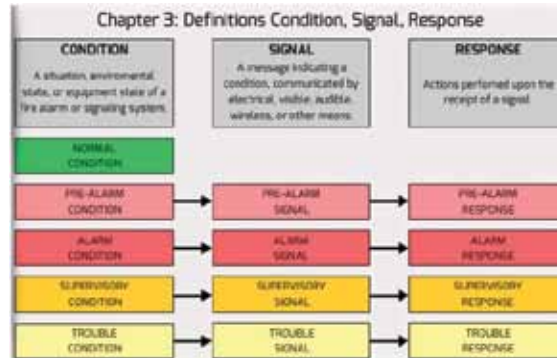 Chapter 3: Definitions Condition, Signal, Response
CONDITION
A situation, environmental
state, or equipment state of a
fire alarm or signaling system.
SIGNAL
A message indicating a
condition, communicated by
electrical, visible, audible,
wireless, or other means.
RESPONSE
Actions performed upon the
receipt of a signal.
NORMAL
CONDITION
PRE-ALARM
CONDITION
PRE-ALARM
SIGNAL
PRE-ALARM
RESPONSE
ALARM
CONDITION
ALARM
SIGNAL
ALARM
RESPONSE
SUPERVISORY
CONDITION
SUPERVISORY
SIGNAL
SUPERVISORY
RESPONSE
TROUBLE
CONDITION
TROUBLE
SIGNAL
TROUBLE
RESPONSE